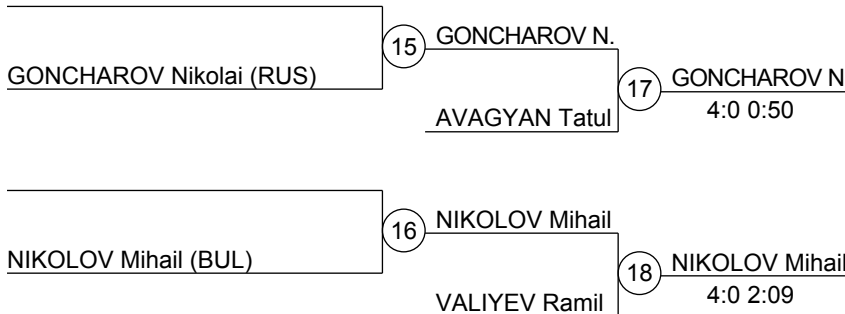 GONCHAROV Nikolai (RUS)
15
GONCHAROV N.
AVAGYAN Tatul
17
GONCHAROV N
4:0 0:50
NIKOLOV Mihail (BUL)
16
NIKOLOV Mihail
VALIYEV Ramil
18
NIKOLOV Mihail
4:0 2:09